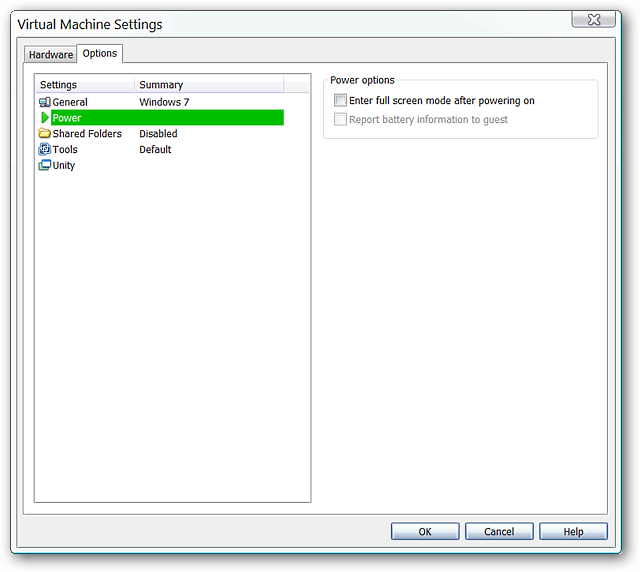 Virtual Machine Settings
Hardware Options
Settings Summary
General Windows 7
Power
Shared Folders Disabled
Tools Default
Unity
Power options
Enter full screen mode after powering on
Report battery information to guest
OK Cancel Help